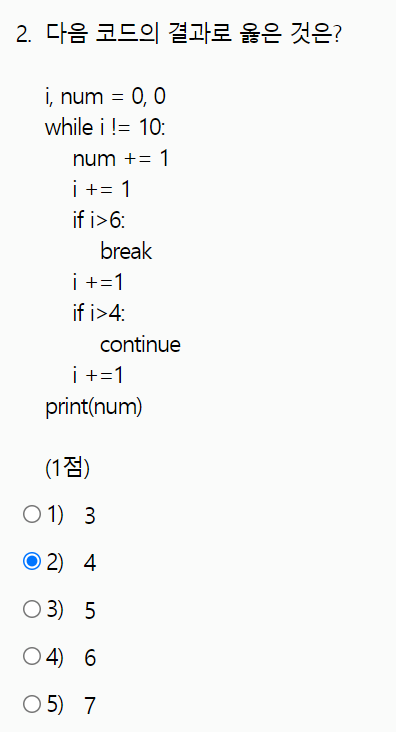 2. 다음 코드의 결과로 옳은 것은?
i, num = 0, 0
while i != 10:
num += 1
i += 1
if i>6:
break
i +=1
if i>4:
continue
i +=1
print(num)
(1점)
1) 3
2) 4
3) 5
4) 6
5) 7